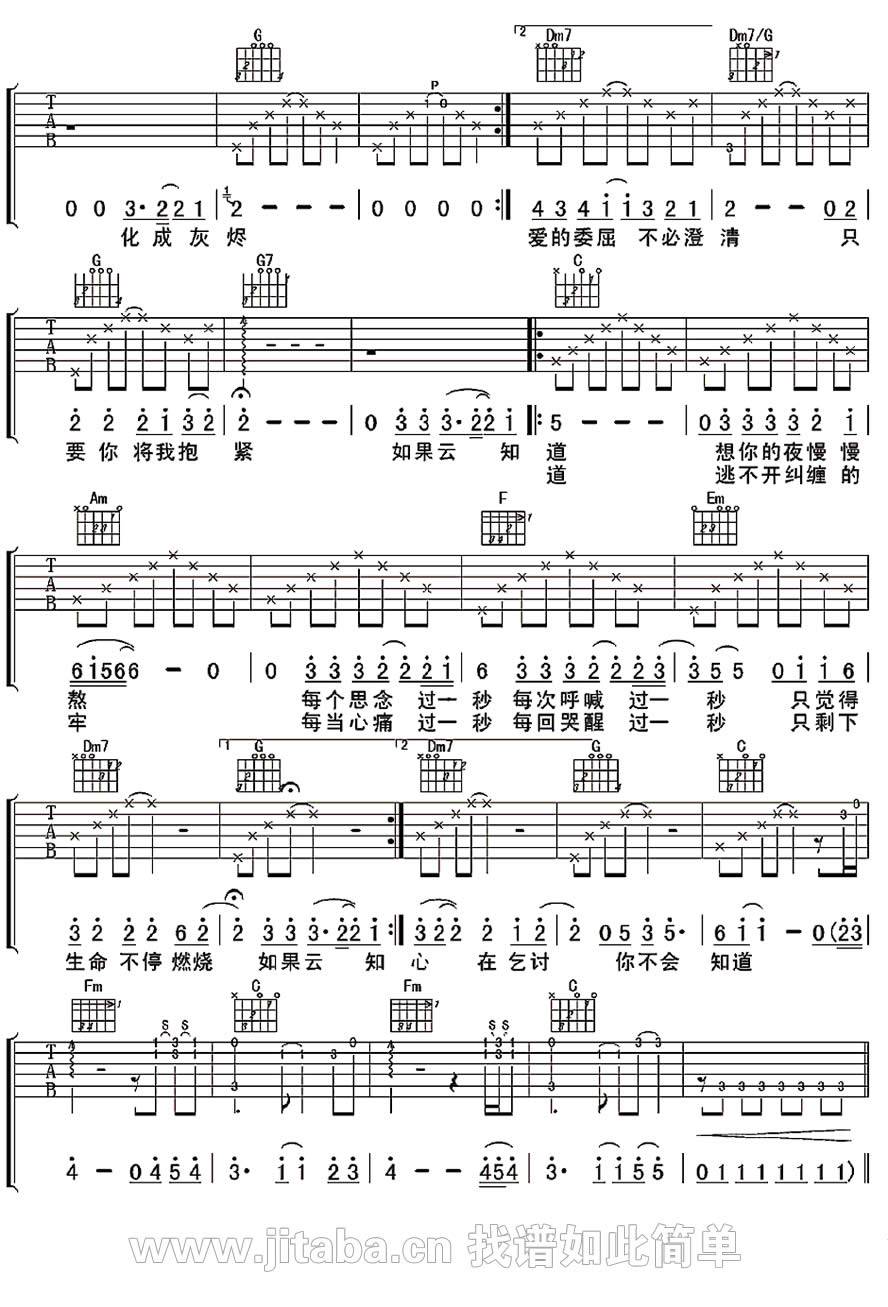 G 2 Dm7 Dm7/G
P
T A B
0 0 3· 2 2 1 | 2 - - - | 0 0 0 0 :| 4 3 4 i i 3 2 1 | 2 - - 0 2
化 成 灰 烬 爱 的 委 屈 不 必 澄 清 只
G G7 C
T A B
2 2 2 1 3 2 | 2 - - - | 0 3 3 3· 2 2 1 |: 5 - - - | 0 3 3 3 3 2 1
要 你 将 我 抱 紧 如 果 云 知 道 想 你 的 夜 慢 慢
道 逃 不 开 纠 缠 的
Am F Em
T A B
6 i 5 6 6 6 - 0 | 0 3 3 3 2 2 2 1 | 6 3 3 3 2 2 2 3 | 3 5 5 0 i i 6
熬 每 个 思 念 过 一 秒 每 次 呼 喊 过 一 秒 只 觉 得
牢 每 当 心 痛 过 一 秒 每 回 哭 醒 过 一 秒 只 剩 下
Dm7 1 G 2 Dm7 G C
T A B
3 2 2 2 6 2 | 2 3 3 3· 2 2 1 :| 3 2 2 2 1 2 | 2 0 5 3 5· | 6 i i - 0 (2 3
生 命 不 停 燃 烧 如 果 云 知 心 在 乞 讨 你 不 会 知 道
Fm C Fm C
S S S S
T A B
4 - 0 4 5 4 | 3· i i 2 3 | 4 - - 4 5 4 | 3· i i 5 5 | 0 1 1 1 1 1 1 1)
www.jitaba.cn 找谱如此简单